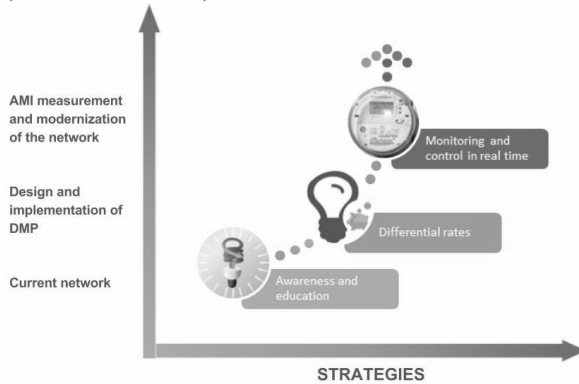 AMI measurement
and modernization
of the network
Monitoring and
control in real time
Design and
implementation of
DMP
Differential rates
Current network
Awareness and
education
STRATEGIES